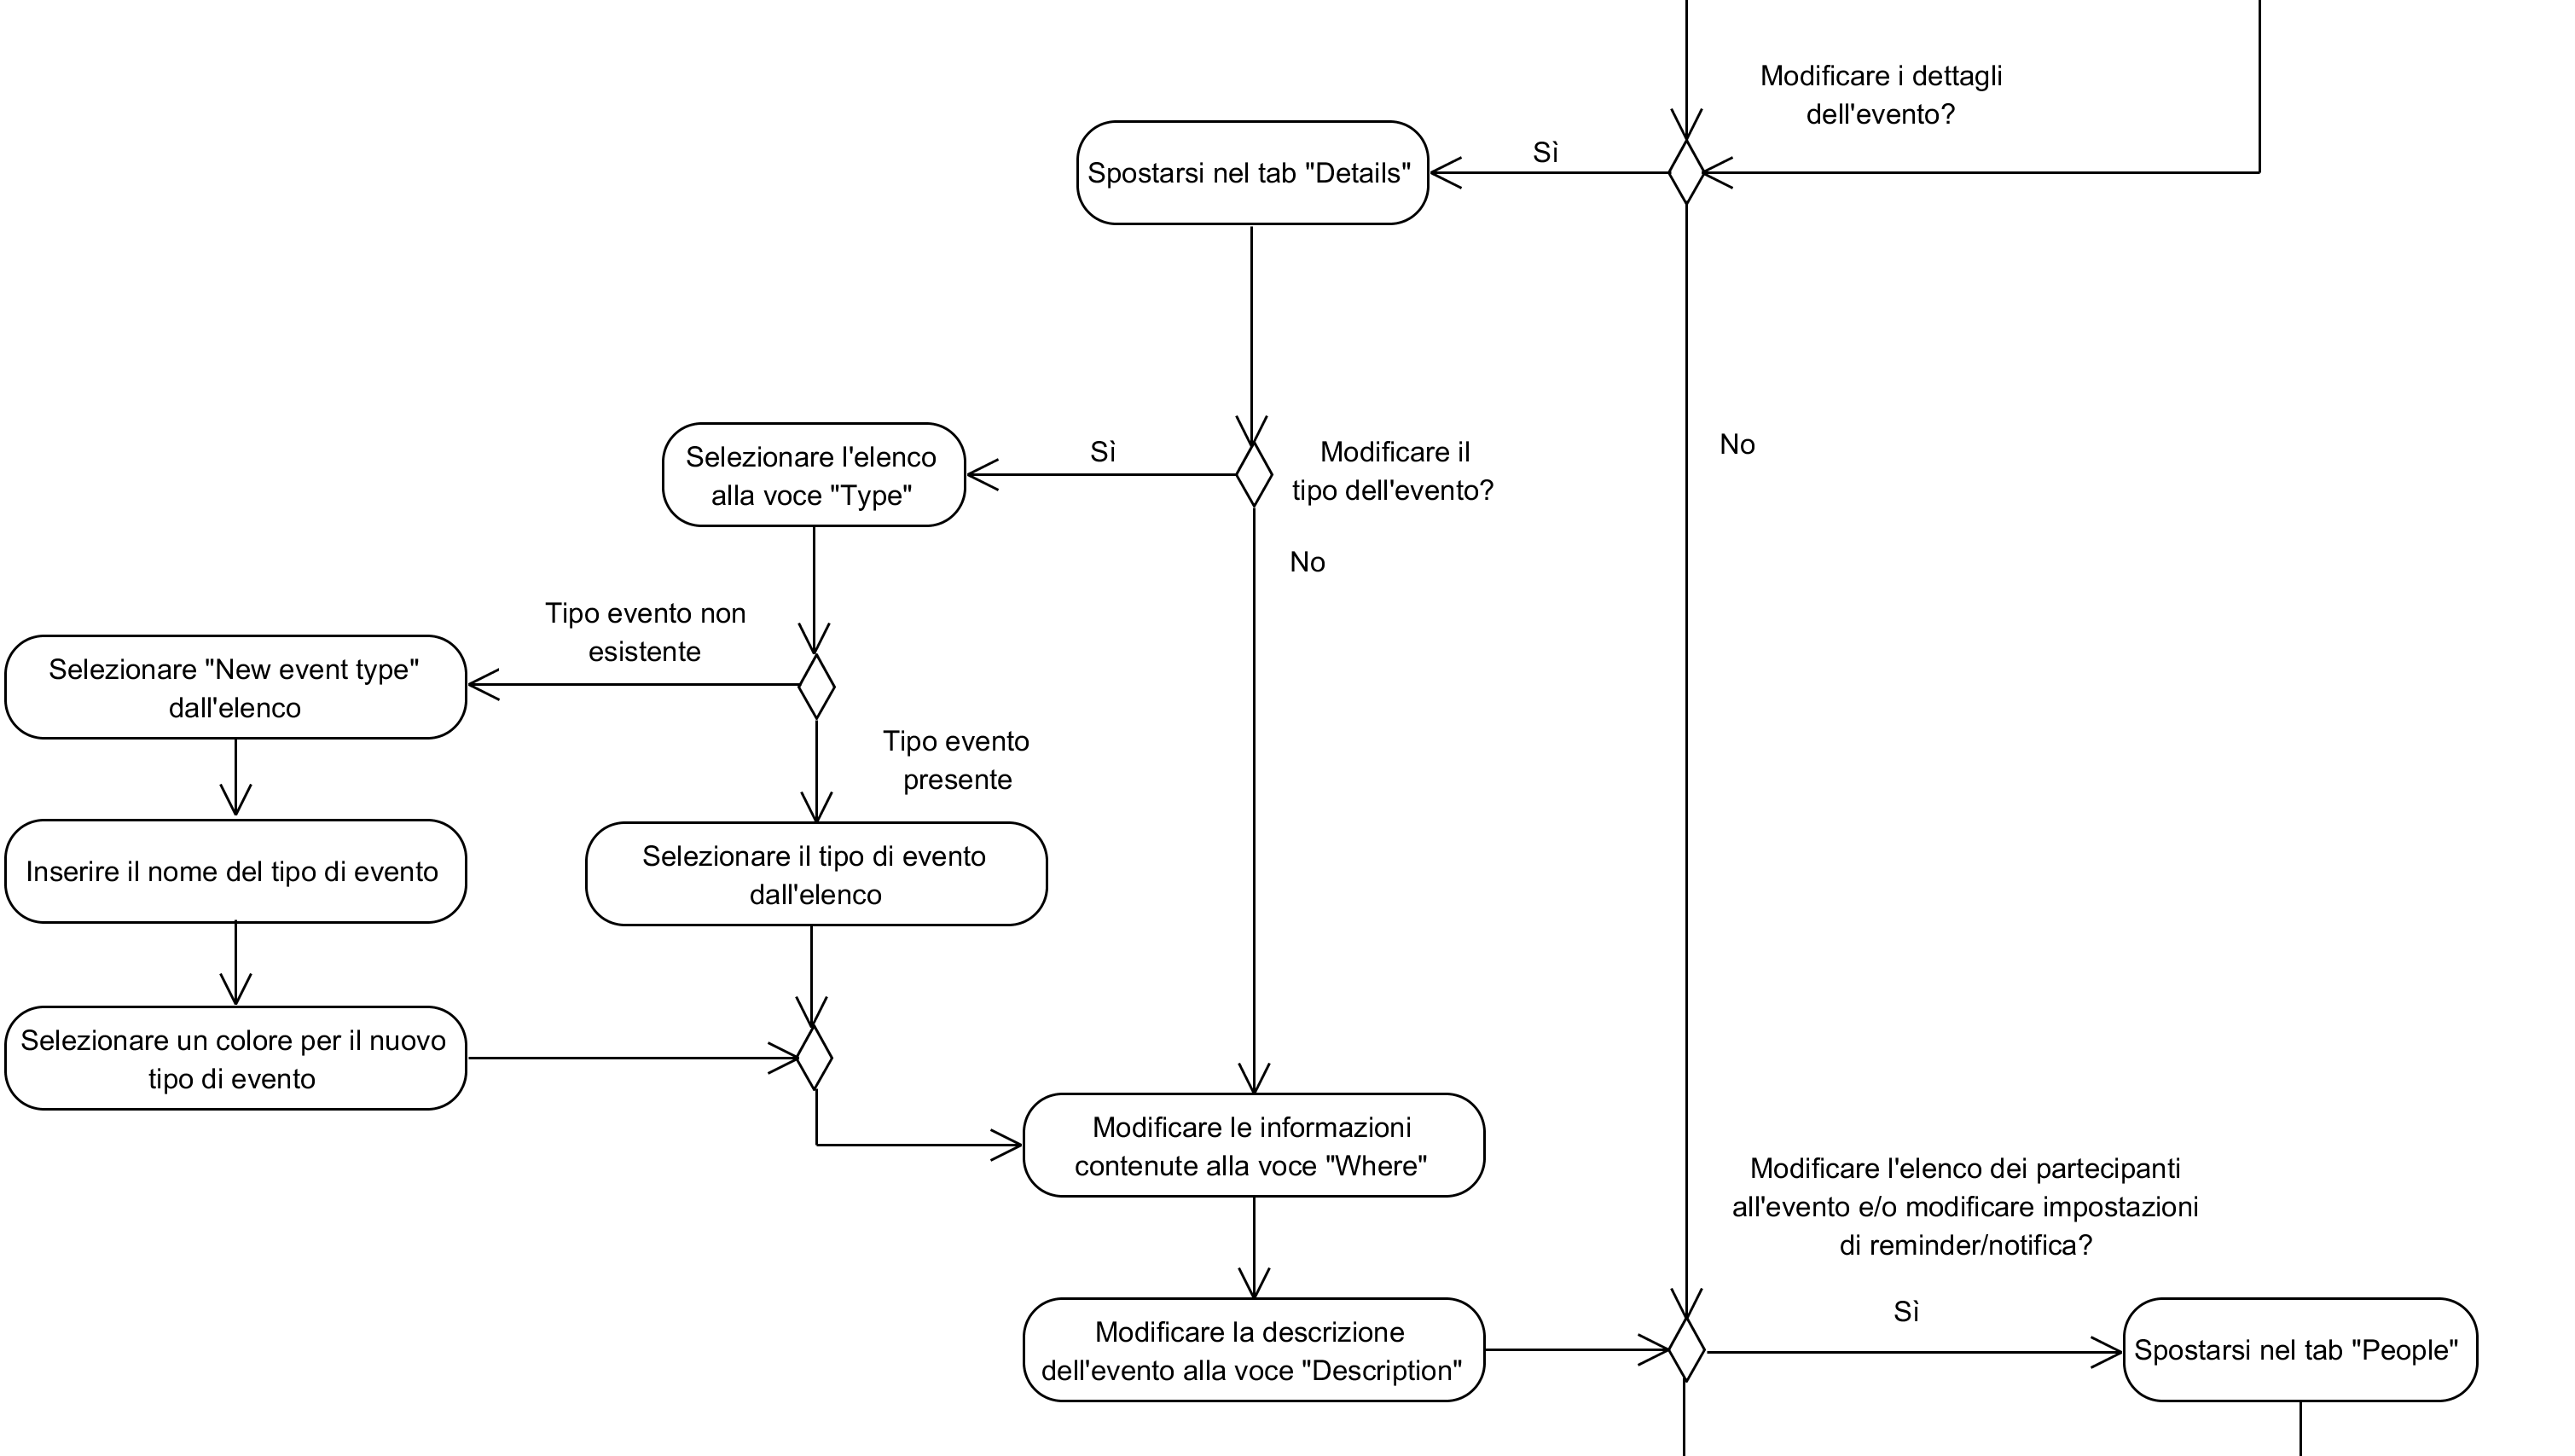 Modificare i dettagli
dell'evento?
Sì
Spostarsi nel tab "Details"
Modificare il
tipo dell'evento?
Sì
No
Selezionare l'elenco
alla voce "Type"
No
Tipo evento non
esistente
Selezionare "New event type"
dall'elenco
Tipo evento
presente
Inserire il nome del tipo di evento
Selezionare il tipo di evento
dall'elenco
Selezionare un colore per il nuovo
tipo di evento
Modificare le informazioni
contenute alla voce "Where"
Modificare l'elenco dei partecipanti
all'evento e/o modificare impostazioni
di reminder/notifica?
Sì
Modificare la descrizione
dell'evento alla voce "Description"
Spostarsi nel tab "People"